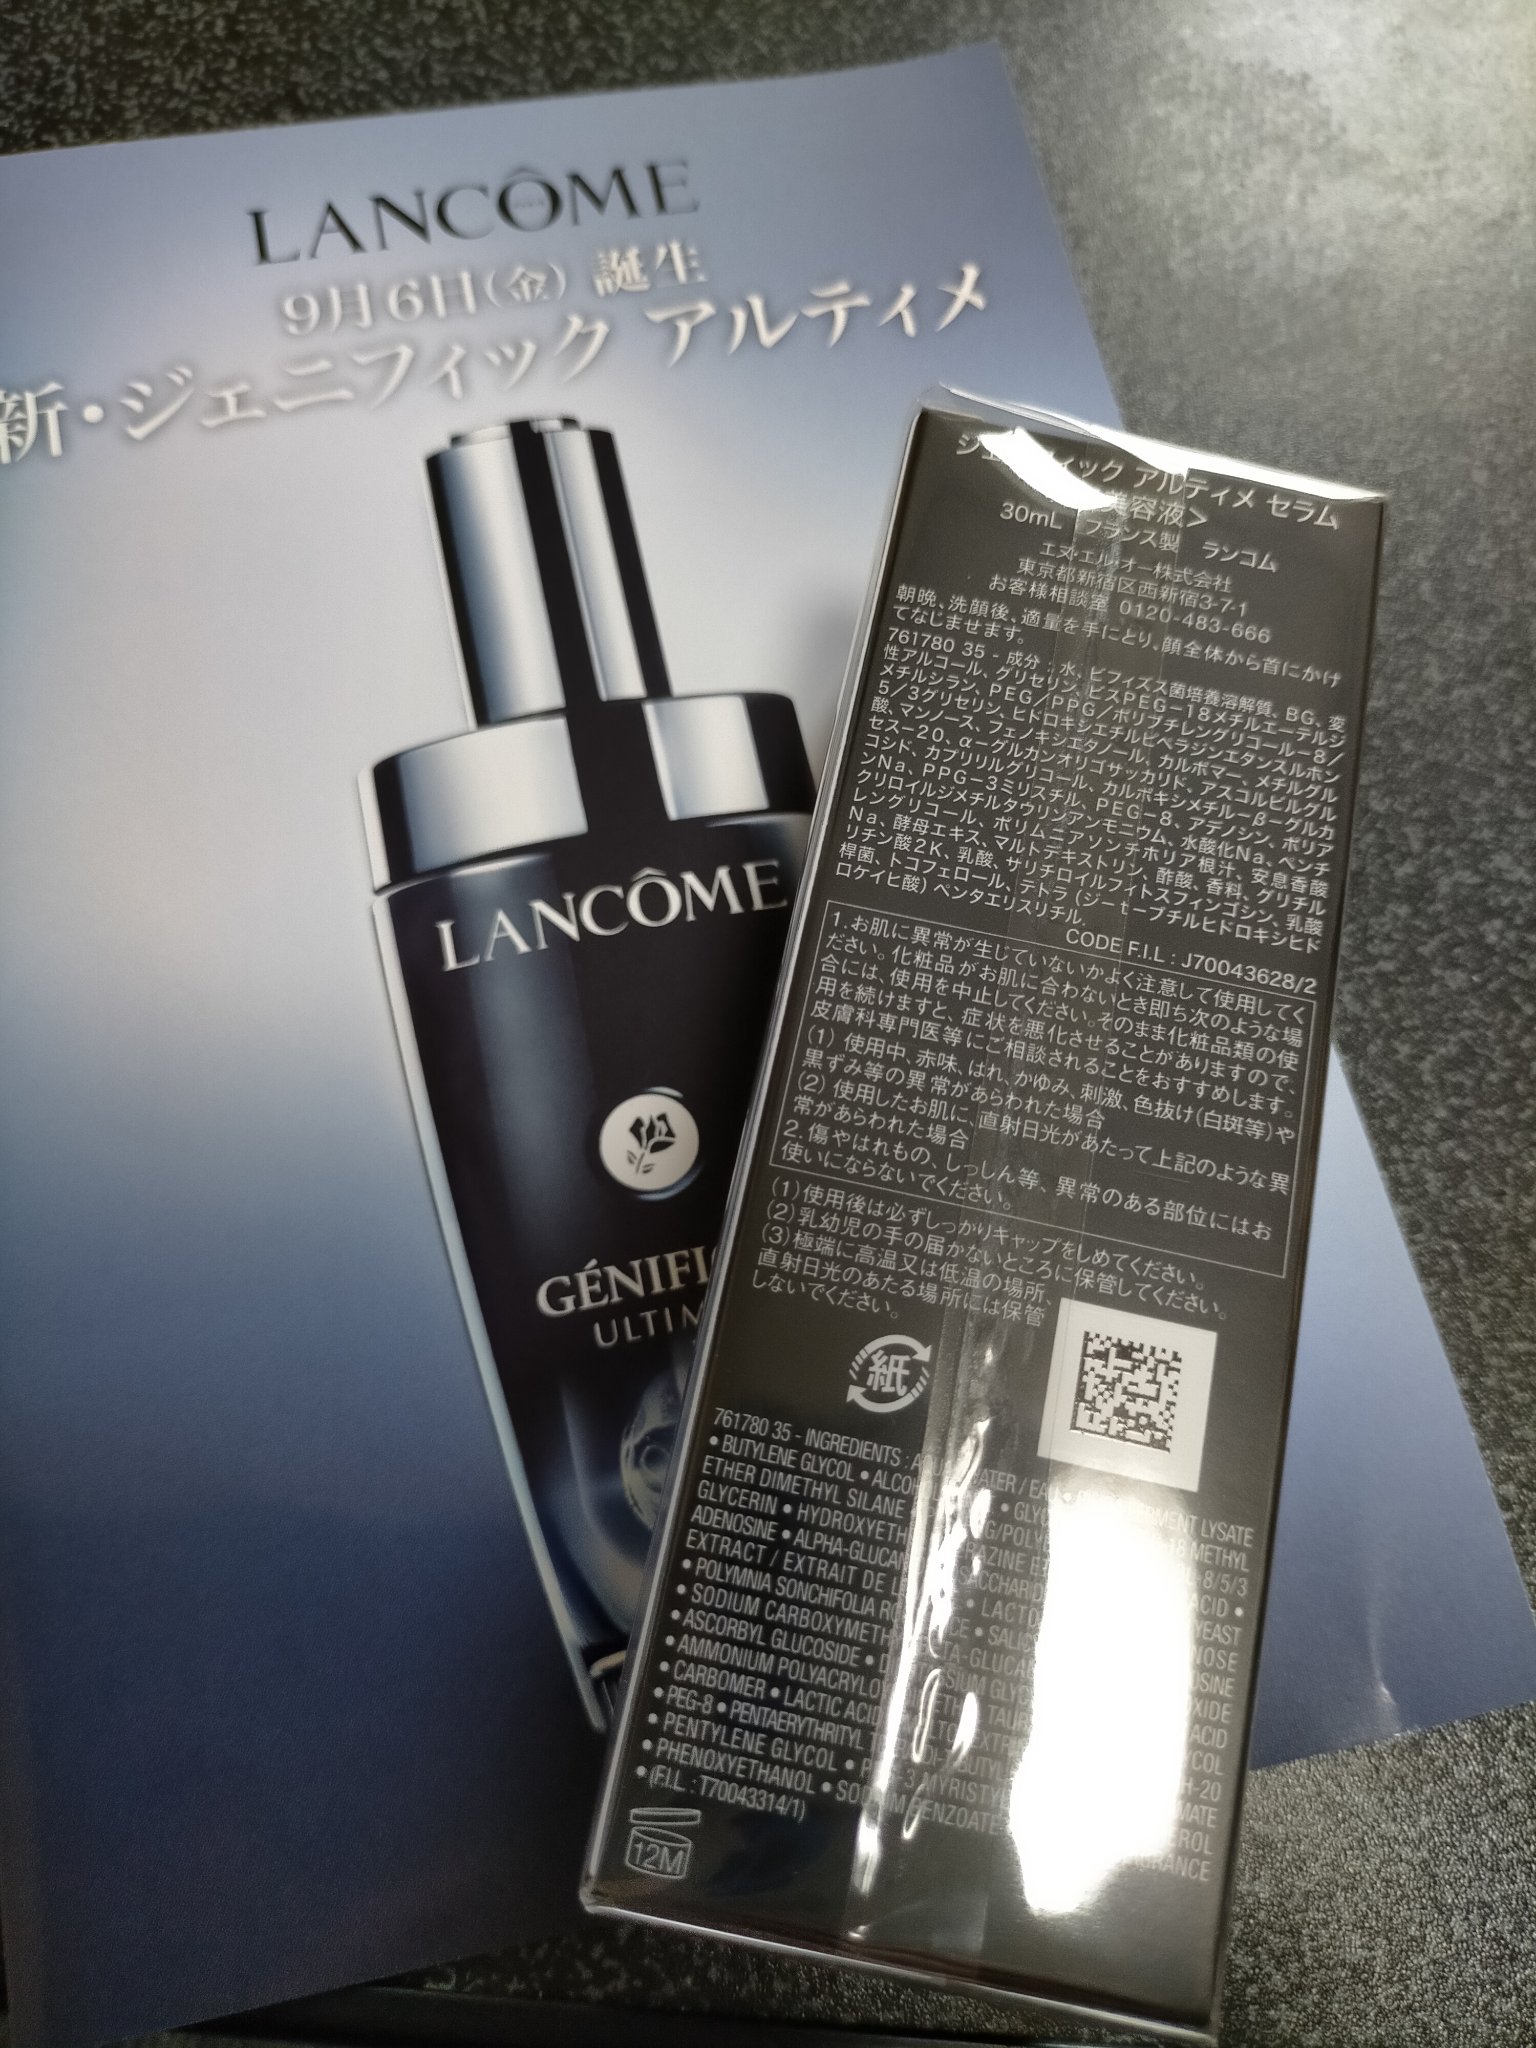 LANCÔME
9月6日(金) 誕生
新・ジェニフィック アルティメ
LANCÔME
GÉNIFI
ULTIM
ジェニフィック アルティメ セラム
美容液>
30mL フランス製 ランコム
エヌ・エル・オー株式会社
東京都新宿区西新宿3-7-1
お客様相談室 0120-483-666
朝晩、洗顔後、適量を手にとり、顔全体から首にかけ
てなじませます。
761780 35 - 成分：水、ビフィズス菌培養溶解質、BG、変
性アルコール、グリセリン、ビスPEG-18メチルエーテルジ
メチルシラン、PEG/PPG/ポリブチレングリコール-8/
5/3グリセリン、ヒドロキシエチルピペラジンエタンスルホン
酸、マンノース、フェノキシエタノール、カルボマー、メチルグル
セス-20、α-グルカンオリゴサッカリド、アスコルビルグル
コシド、カプリリルグリコール、カルボキシメチル-β-グルカ
ンNa、PPG-3ミリスチル、PEG-8、アデノシン、ポリア
クリロイルジメチルタウリンアンモニウム、水酸化Na、ペンチ
レングリコール、ポリムニアソンチホリア根汁、安息香酸
Na、酵母エキス、マルトデキストリン、酢酸、香料、グリチル
リチン酸2K、乳酸、サリチロイルフィトスフィンゴシン、乳酸
桿菌、トコフェロール、テトラ(ジ-t-ブチルヒドロキシヒド
ロケイヒ酸)ペンタエリスリチル.
CODE F.I.L : J70043628/2
1.お肌に異常が生じていないかよく注意して使用してく
ださい。化粧品がお肌に合わないとき即ち次のような場
合には、使用を中止してください。そのまま化粧品類の使
用を続けますと、症状を悪化させることがありますので、
皮膚科専門医等にご相談されることをおすすめします。
(1) 使用中、赤味、はれ、かゆみ、刺激、色抜け(白斑等)や
黒ずみ等の異常があらわれた場合
(2) 使用したお肌に 直射日光があたって上記のような異
常があらわれた場合
2.傷やはれもの、しっしん等、異常のある部位にはお
使いにならないでください。
(1)使用後は必ずしっかりキャップをしめてください。
(2)乳幼児の手の届かないところに保管してください。
(3)極端に高温又は低温の場所、
直射日光のあたる場所には保管
しないでください。
紙
761780 35 - INGREDIENTS : WATER / EAU • FERMENT LYSATE
• BUTYLENE GLYCOL • METHYL
ETHER DIMETHYL SILANE 8/5/3
GLYCERIN • ACID •
ADENOSINE • ALPHA-GLUCAN YEAST
EXTRACT / EXTRAIT DE
• POLYMNIA SONCHIFOLIA
• SODIUM CARBOXYMETH
• ASCORBYL GLUCOSIDE • ACID
• AMMONIUM POLYACRYLO
• CARBOMER • LACTIC ACID
• PEG-8 • PENTAERYTHRITYL
• PENTYLENE GLYCOL •
• PHENOXYETHANOL • BENZOATE
• (F.I.L. : T70043314/1)
12M